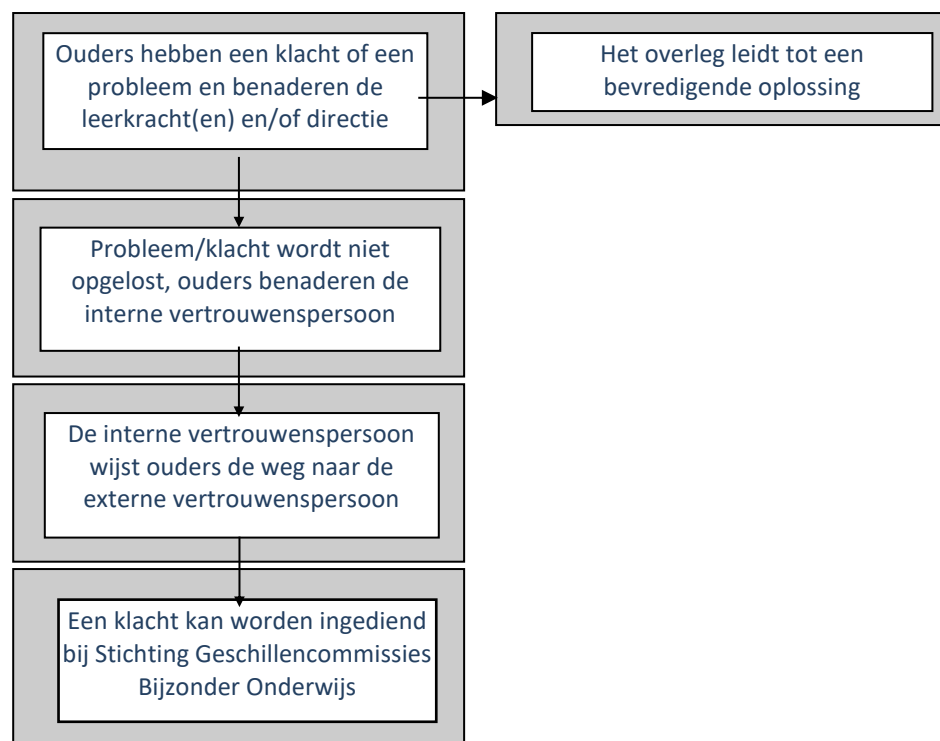 Ouders hebben een klacht of een
probleem en benaderen de
leerkracht(en) en/of directie
Het overleg leidt tot een
bevredigende oplossing
Probleem/klacht wordt niet
opgelost, ouders benaderen de
interne vertrouwenspersoon
De interne vertrouwenspersoon
wijst ouders de weg naar de
externe vertrouwenspersoon
Een klacht kan worden ingediend
bij Stichting Geschillencommissies
Bijzonder Onderwijs